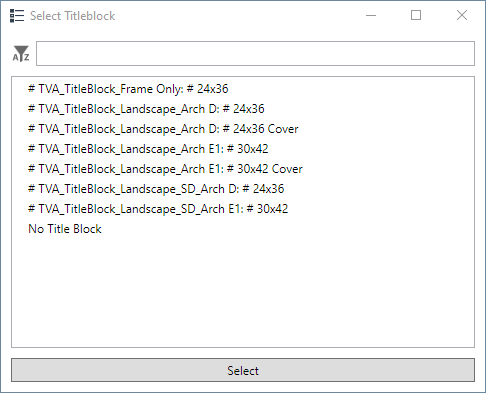 Select Titleblock
AZ
# TVA_TitleBlock_Frame Only: # 24x36
# TVA_TitleBlock_Landscape_Arch D: # 24x36
# TVA_TitleBlock_Landscape_Arch D: # 24x36 Cover
# TVA_TitleBlock_Landscape_Arch E1: # 30x42
# TVA_TitleBlock_Landscape_Arch E1: # 30x42 Cover
# TVA_TitleBlock_Landscape_SD_Arch D: # 24x36
# TVA_TitleBlock_Landscape_SD_Arch E1: # 30x42
No Title Block
Select